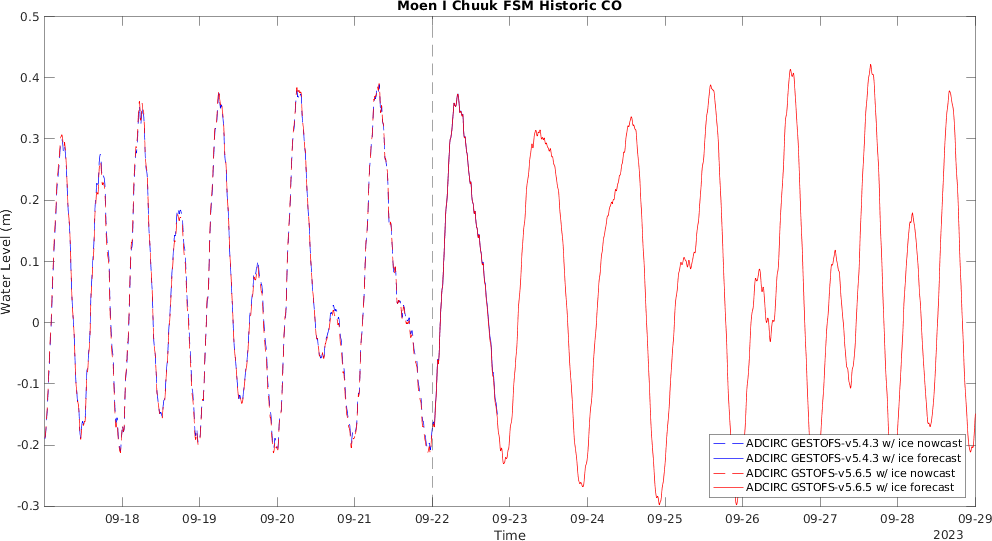 Moen I Chuuk FSM Historic CO
0.5
0.4
0.3
0.2
0.1
0
-0.1
-0.2
-0.3
Water Level (m)
ADCIRC GESTOFS-v5.4.3 w/ ice nowcast
ADCIRC GESTOFS-v5.4.3 w/ ice forecast
ADCIRC GSTOFS-v5.6.5 w/ ice nowcast
ADCIRC GSTOFS-v5.6.5 w/ ice forecast
09-18 09-19 09-20 09-21 09-22 09-23 09-24 09-25 09-26 09-27 09-28 09-29
Time
2023